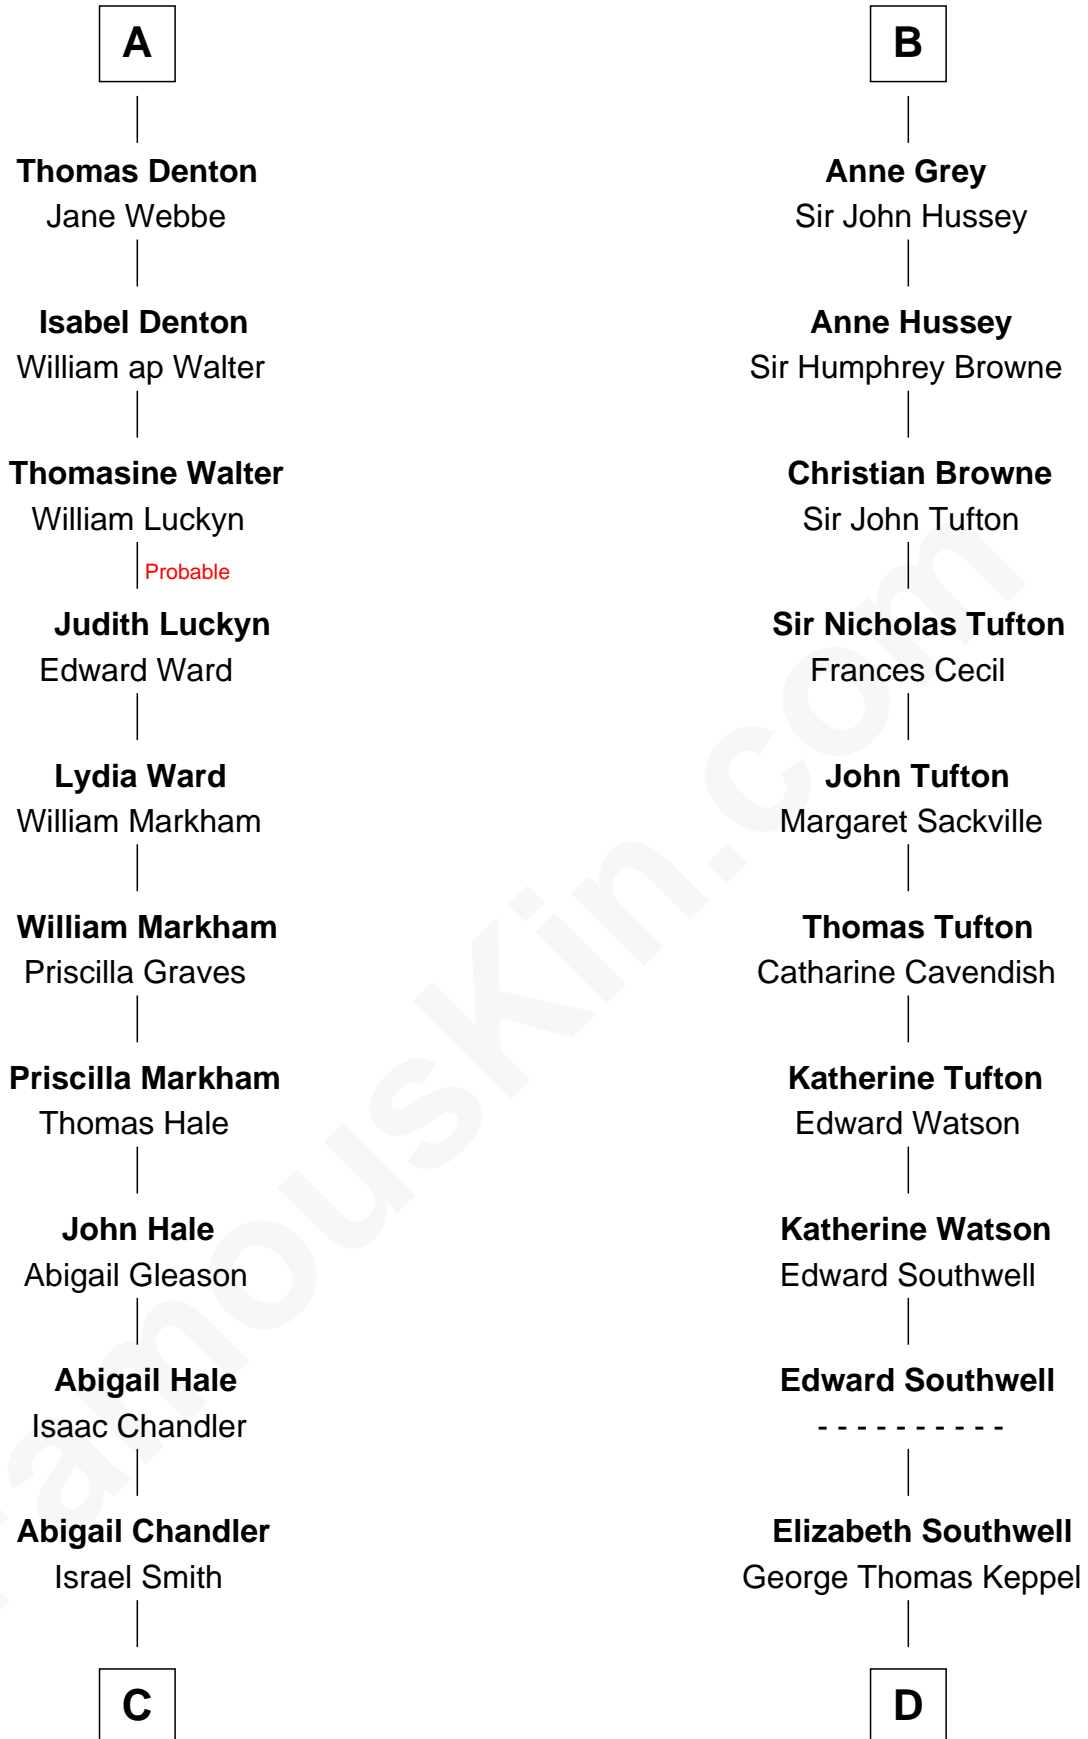 A
Thomas Denton
Jane Webbe
Isabel Denton
William ap Walter
Thomasine Walter
William Luckyn
Probable
Judith Luckyn
Edward Ward
Lydia Ward
William Markham
William Markham
Priscilla Graves
Priscilla Markham
Thomas Hale
John Hale
Abigail Gleason
Abigail Hale
Isaac Chandler
Abigail Chandler
Israel Smith
C
B
Anne Grey
Sir John Hussey
Anne Hussey
Sir Humphrey Browne
Christian Browne
Sir John Tufton
Sir Nicholas Tufton
Frances Cecil
John Tufton
Margaret Sackville
Thomas Tufton
Catharine Cavendish
Katherine Tufton
Edward Watson
Katherine Watson
Edward Southwell
Edward Southwell
- - - - - - - - - -
Elizabeth Southwell
George Thomas Keppel
D
FamousKin.com